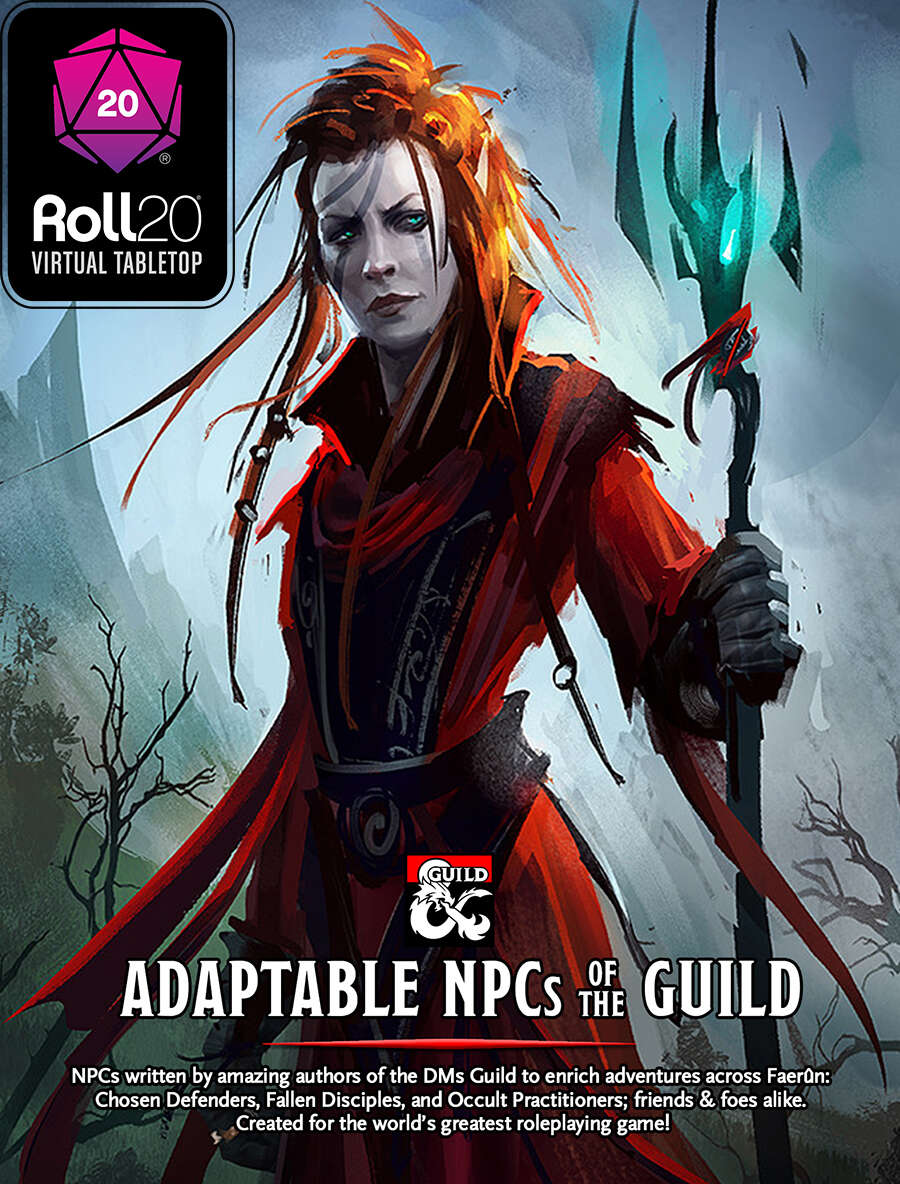 20
®
Roll20®
VIRTUAL TABLETOP
GUILD
&
ADAPTABLE NPCs OF THE GUILD
NPCs written by amazing authors of the DMs Guild to enrich adventures across Faerûn:
Chosen Defenders, Fallen Disciples, and Occult Practitioners; friends & foes alike.
Created for the world's greatest roleplaying game!